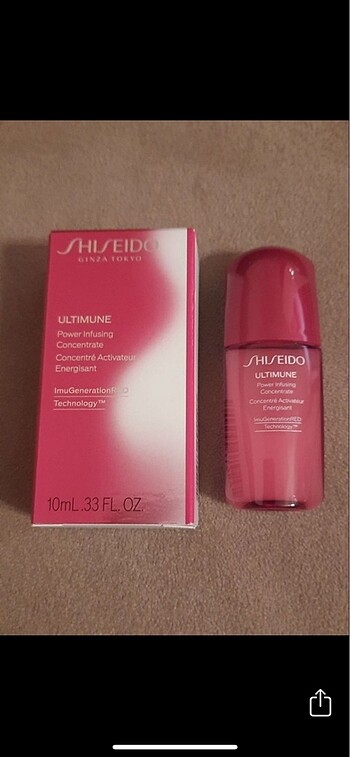 SHISEIDO
GINZA TOKYO
ULTIMUNE
Power Infusing
Concentrate
Concentré Activateur
Energisant
ImuGenerationRED
Technology™
10mL .33 FL. OZ.
SHISEIDO
ULTIMUNE
Power Infusing
Concentrate
Concentré Activateur
Energisant
ImuGenerationRED
Technology™